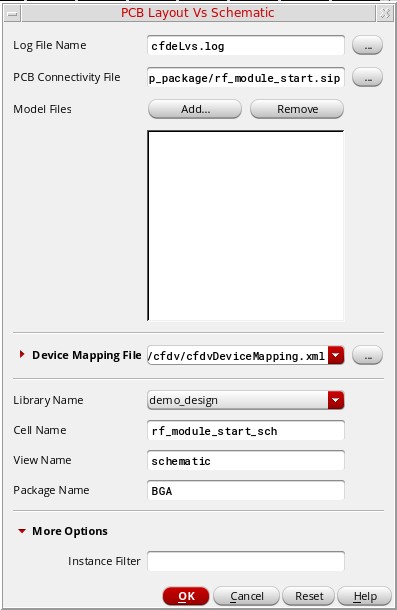 PCB Layout Vs Schematic
Log File Name cfdeLvs.log ...
PCB Connectivity File p_package/rf_module_start.sip ...
Model Files Add... Remove
Device Mapping File /cfdv/cfdvDeviceMapping.xml ...
Library Name demo_design
Cell Name rf_module_start_sch
View Name schematic
Package Name BGA
More Options
Instance Filter
OK Cancel Reset Help